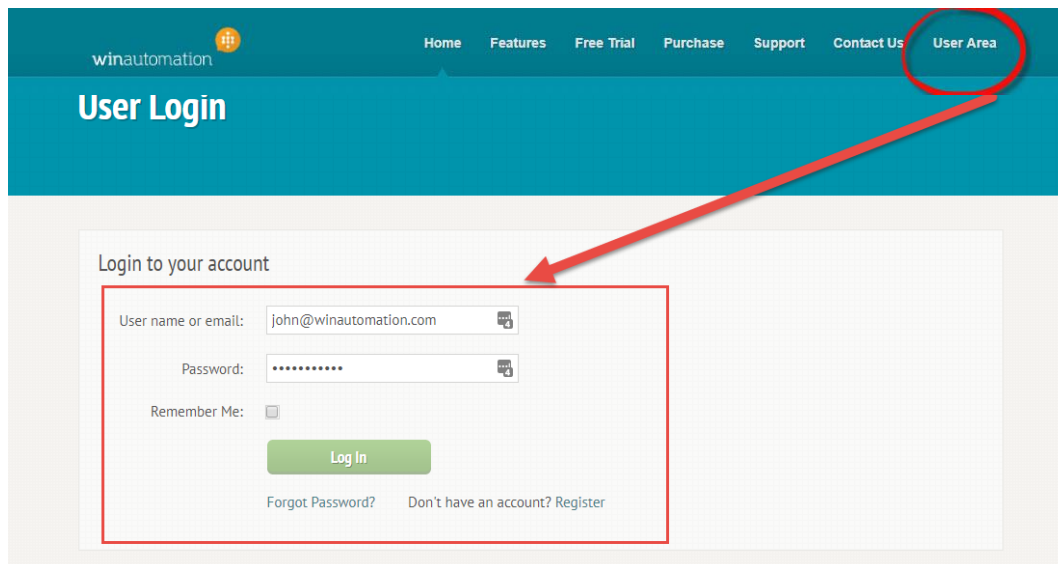 winautomation
Home Features Free Trial Purchase Support Contact Us User Area
User Login
Login to your account
User name or email: john@winautomation.com
Password: •••••••••••
Remember Me:
Log In
Forgot Password? Don't have an account? Register